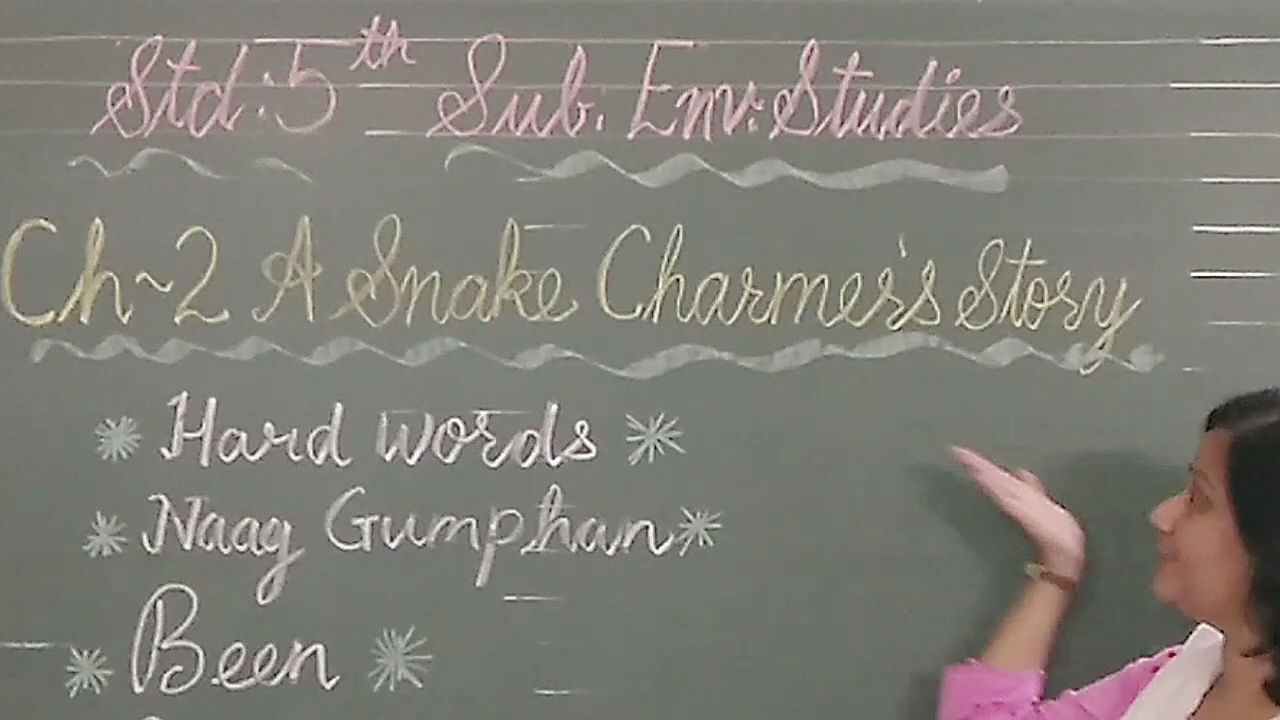 Std:5th Sub: Env:Studies
Ch~2 A Snake Charmer's Story
* Hard words *
* Naag Gumphan *
* Been *